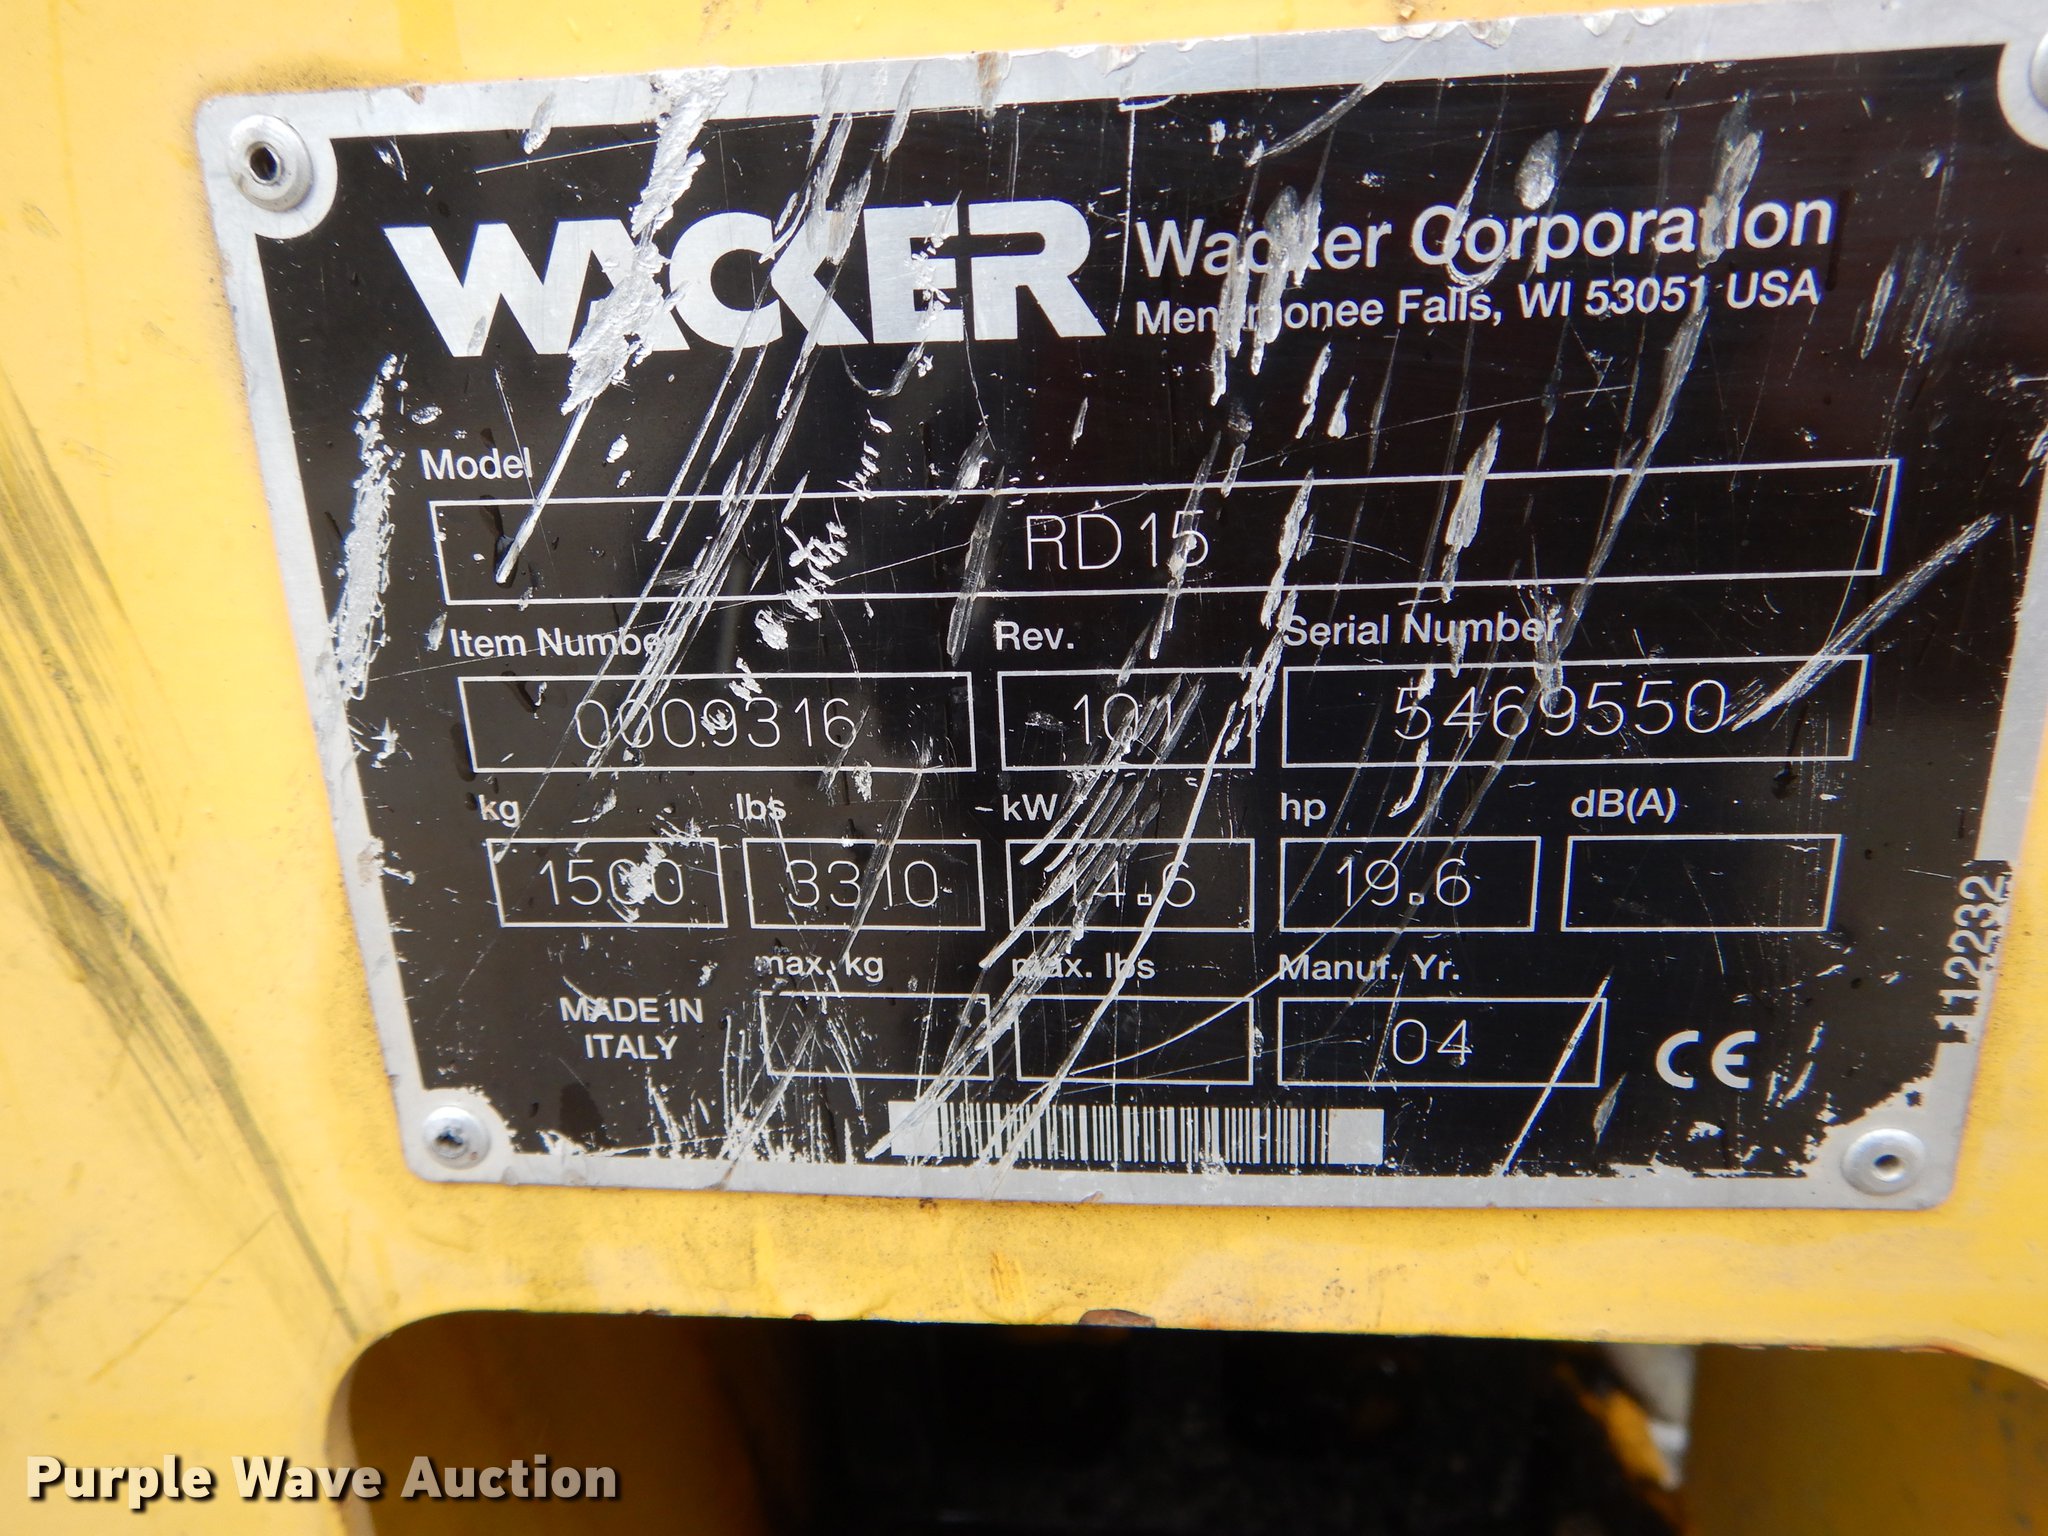 WACKER
Wacker Corporation
Menomonee Falls, WI 53051 USA
Model
RD15
Item Number Rev. Serial Number
0009316 101 5469550
kg lbs kW hp dB(A)
1500 3310 14.6 19.6
max. kg max. lbs Manuf. Yr.
MADE IN
ITALY
04
CE
112232
Purple Wave Auction